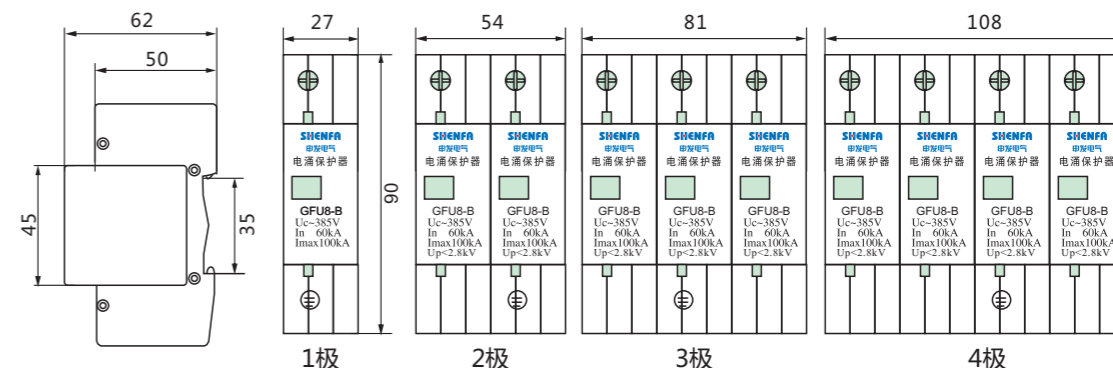 62
50
45
35
27
90
SHENFA
申发电气
电涌保护器
GFU8-B
Uc~385V
In 60kA
Imax100kA
Up<2.8kV
1极
54
SHENFA SHENFA
申发电气 申发电气
电涌保护器 电涌保护器
GFU8-B GFU8-B
Uc~385V Uc~385V
In 60kA In 60kA
Imax100kA Imax100kA
Up<2.8kV Up<2.8kV
2极
81
SHENFA SHENFA SHENFA
申发电气 申发电气 申发电气
电涌保护器 电涌保护器 电涌保护器
GFU8-B GFU8-B GFU8-B
Uc~385V Uc~385V Uc~385V
In 60kA In 60kA In 60kA
Imax100kA Imax100kA Imax100kA
Up<2.8kV Up<2.8kV Up<2.8kV
3极
108
SHENFA SHENFA SHENFA SHENFA
申发电气 申发电气 申发电气 申发电气
电涌保护器 电涌保护器 电涌保护器 电涌保护器
GFU8-B GFU8-B GFU8-B GFU8-B
Uc~385V Uc~385V Uc~385V Uc~385V
In 60kA In 60kA In 60kA In 60kA
Imax100kA Imax100kA Imax100kA Imax100kA
Up<2.8kV Up<2.8kV Up<2.8kV Up<2.8kV
4极